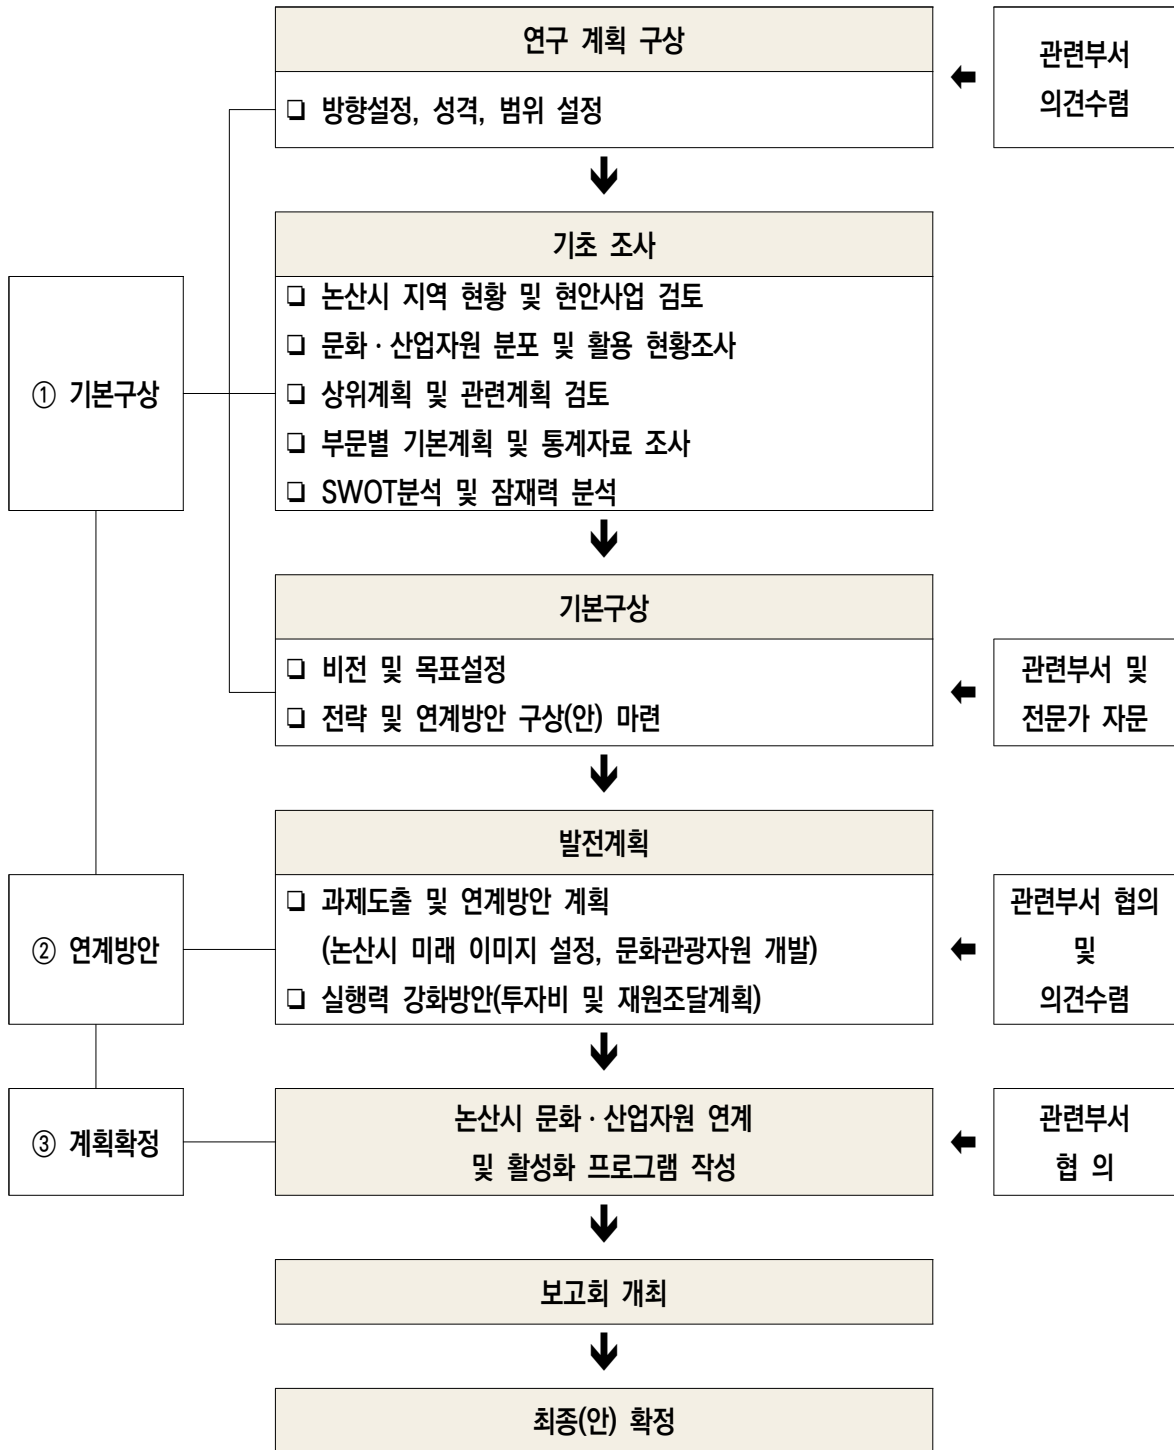 연구 계획 구상
❏ 방향설정, 성격, 범위 설정
관련부서
의견수렴
기초 조사
❏ 논산시 지역 현황 및 현안사업 검토
❏ 문화 · 산업자원 분포 및 활용 현황조사
❏ 상위계획 및 관련계획 검토
❏ 부문별 기본계획 및 통계자료 조사
❏ SWOT분석 및 잠재력 분석
① 기본구상
기본구상
❏ 비전 및 목표설정
❏ 전략 및 연계방안 구상(안) 마련
관련부서 및
전문가 자문
발전계획
❏ 과제도출 및 연계방안 계획
(논산시 미래 이미지 설정, 문화관광자원 개발)
❏ 실행력 강화방안(투자비 및 재원조달계획)
② 연계방안
관련부서 협의
및
의견수렴
③ 계획확정
논산시 문화 · 산업자원 연계
및 활성화 프로그램 작성
관련부서
협 의
보고회 개최
최종(안) 확정